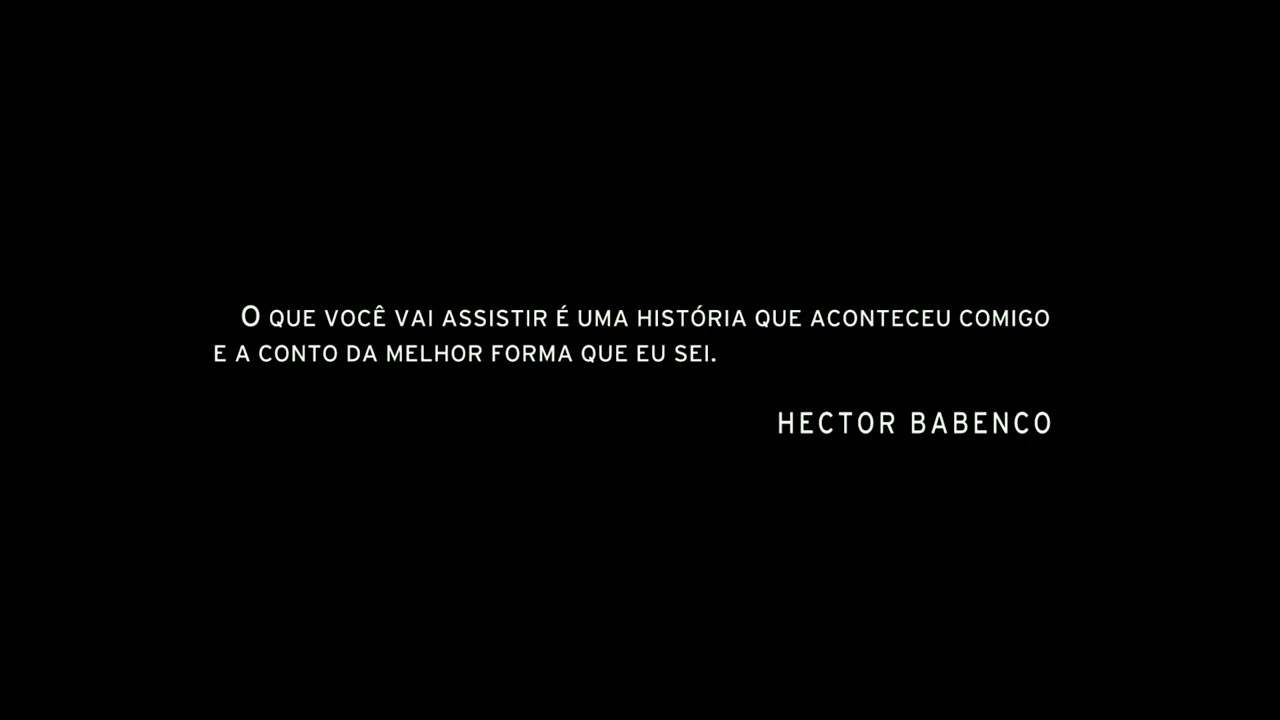 O QUE VOCÊ VAI ASSISTIR É UMA HISTÓRIA QUE ACONTECEU COMIGO
E A CONTO DA MELHOR FORMA QUE EU SEI.
HECTOR BABENCO